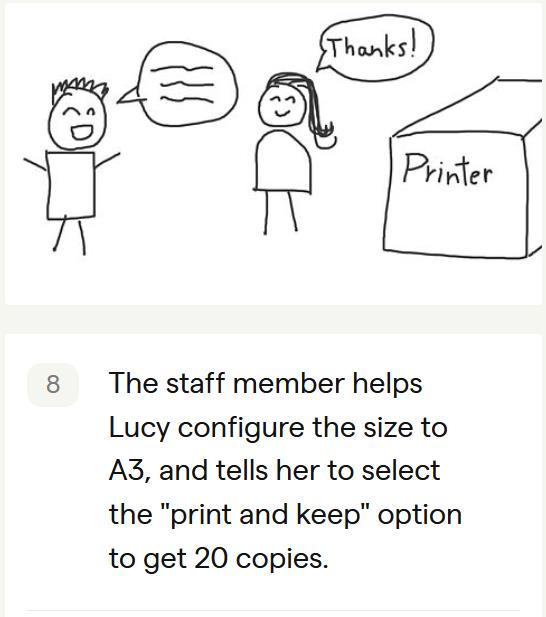 Thanks!
Printer
8
The staff member helps
Lucy configure the size to
A3, and tells her to select
the "print and keep" option
to get 20 copies.